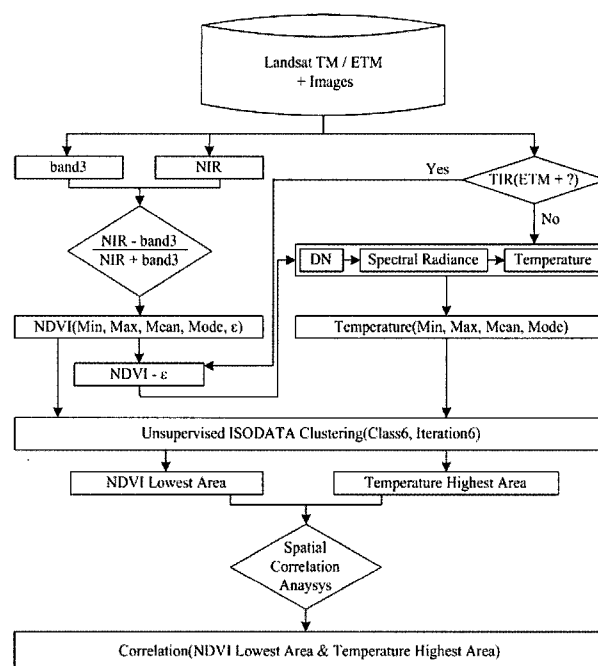 Landsat TM / ETM
+ Images
band3
NIR
Yes
TIR(ETM + ?)
No
NIR - band3
NIR + band3
DN
Spectral Radiance
Temperature
NDVI(Min, Max, Mean, Mode, ε)
Temperature(Min, Max, Mean, Mode)
NDVI - ε
Unsupervised ISODATA Clustering(Class6, Iteration6)
NDVI Lowest Area
Temperature Highest Area
Spatial
Correlation
Anaysys
Correlation(NDVI Lowest Area & Temperature Highest Area)